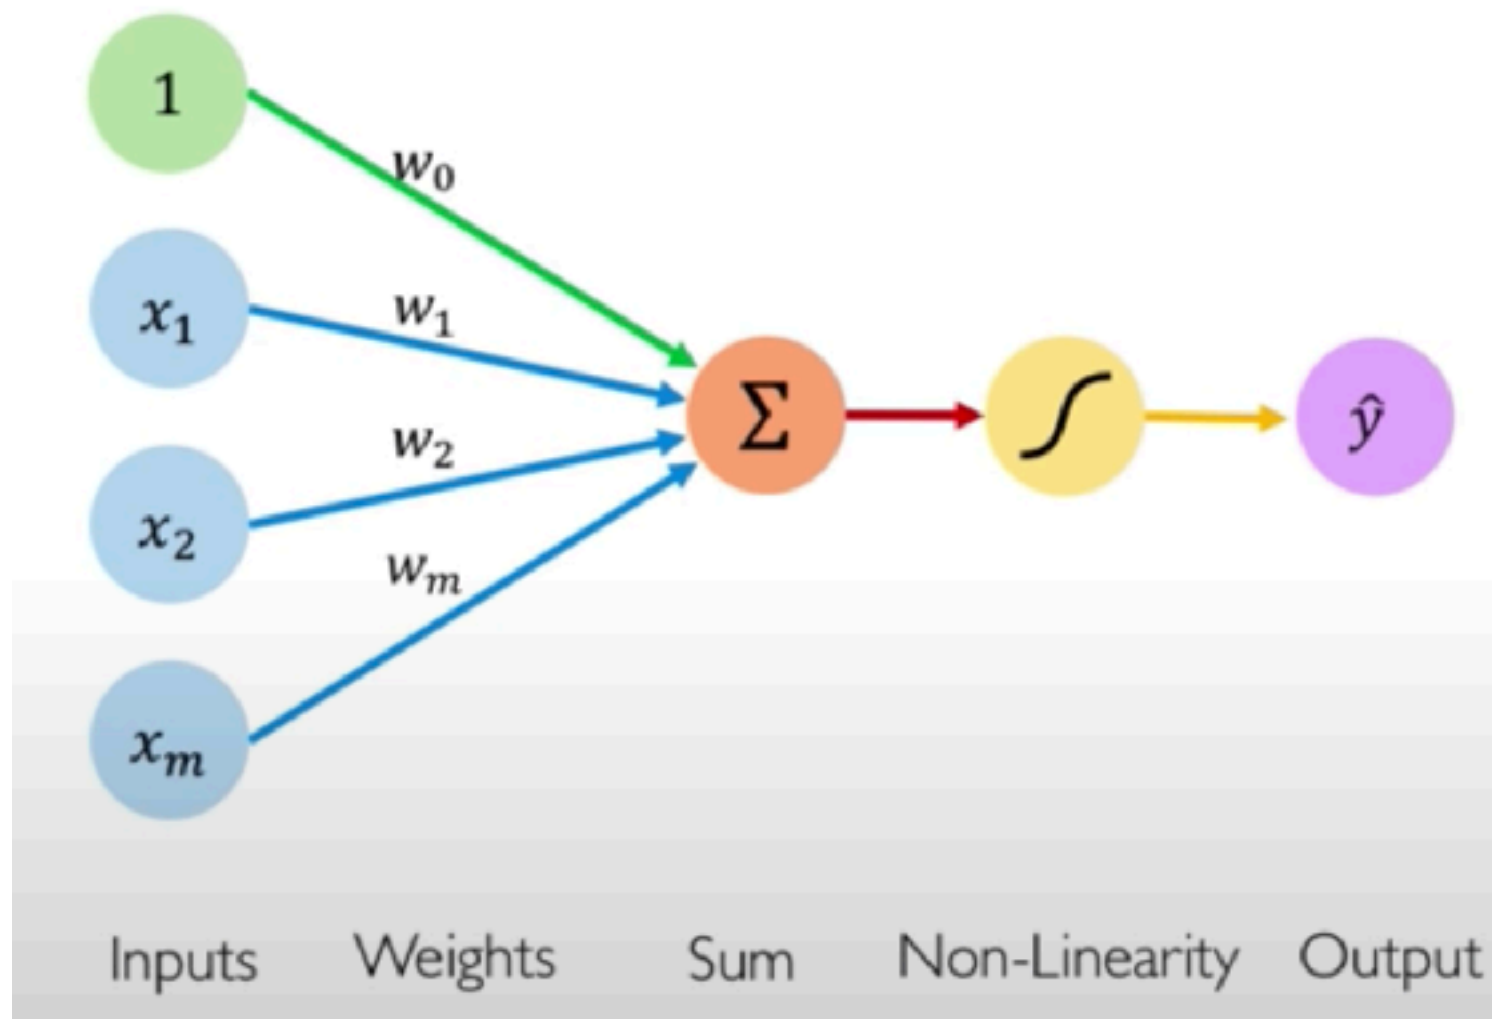 1
w₀
x₁
w₁
x₂
w₂
xₘ
wₘ
Σ
∫
ŷ
Inputs Weights Sum Non-Linearity Output